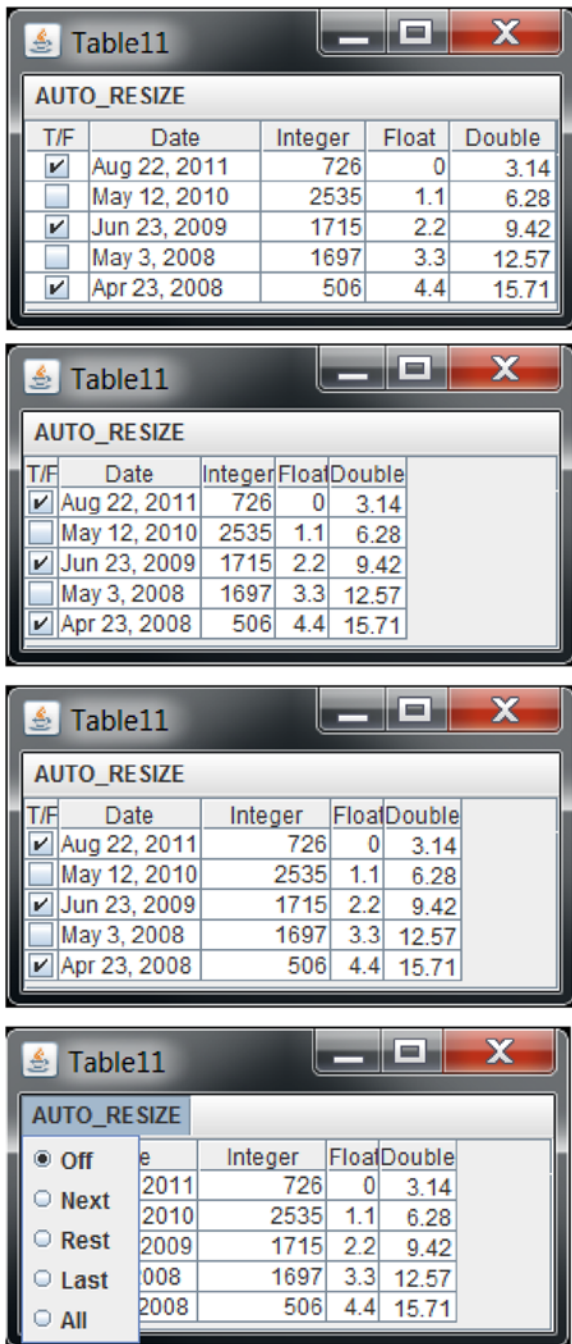 Table11
AUTO_RESIZE
T/F Date Integer Float Double
Aug 22, 2011 726 0 3.14
May 12, 2010 2535 1.1 6.28
Jun 23, 2009 1715 2.2 9.42
May 3, 2008 1697 3.3 12.57
Apr 23, 2008 506 4.4 15.71
Table11
AUTO_RESIZE
T/F Date Integer Float Double
Aug 22, 2011 726 0 3.14
May 12, 2010 2535 1.1 6.28
Jun 23, 2009 1715 2.2 9.42
May 3, 2008 1697 3.3 12.57
Apr 23, 2008 506 4.4 15.71
Table11
AUTO_RESIZE
T/F Date Integer Float Double
Aug 22, 2011 726 0 3.14
May 12, 2010 2535 1.1 6.28
Jun 23, 2009 1715 2.2 9.42
May 3, 2008 1697 3.3 12.57
Apr 23, 2008 506 4.4 15.71
Table11
AUTO_RESIZE
Off
Next
Rest
Last
All
e Integer Float Double
2011 726 0 3.14
2010 2535 1.1 6.28
2009 1715 2.2 9.42
008 1697 3.3 12.57
2008 506 4.4 15.71